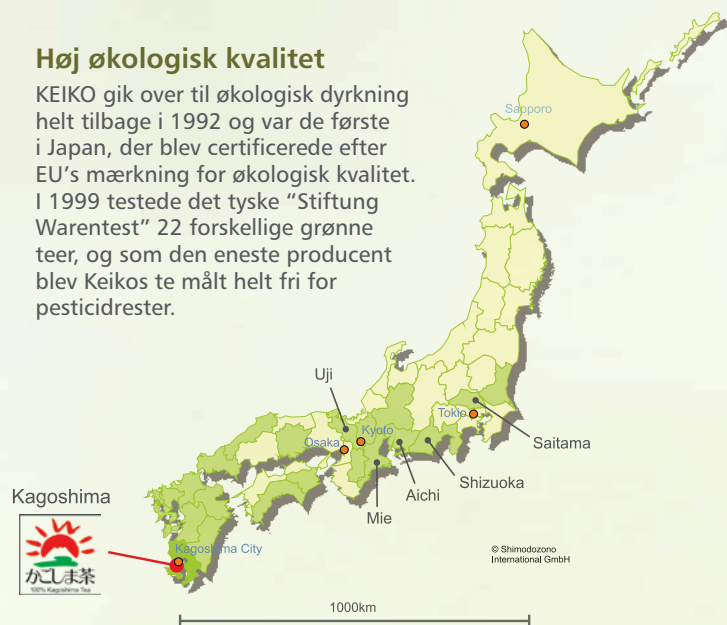 Høj økologisk kvalitet
KEIKO gik over til økologisk dyrkning
helt tilbage i 1992 og var de første
i Japan, der blev certificerede efter
EU's mærkning for økologisk kvalitet.
I 1999 testede det tyske "Stiftung
Warentest" 22 forskellige grønne
teer, og som den eneste producent
blev Keikos te målt helt fri for
pesticidrester.
Sapporo
Uji
Kyoto
Osaka
Tokio
Saitama
Shizuoka
Aichi
Mie
Kagoshima
かごしま茶
100% Kagoshima Tea
Kagoshima City
© Shimodozono
International GmbH
1000km